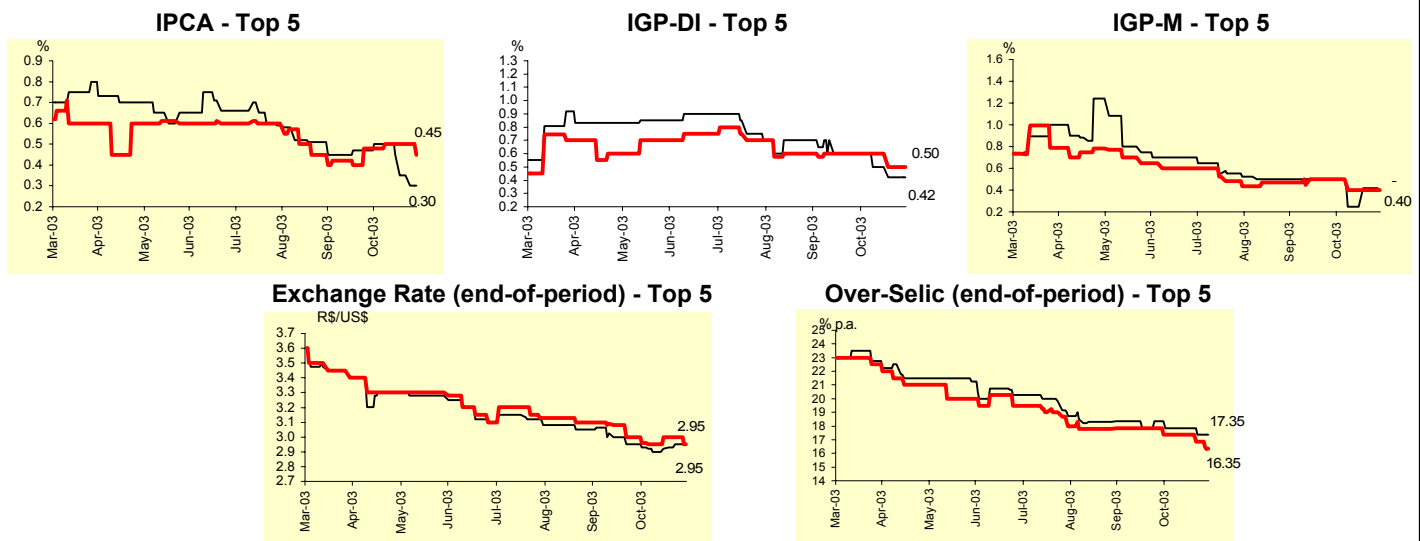 IPCA - Top 5
%
0.9
0.8
0.7
0.6
0.5
0.4
0.3
0.2
0.45
0.30
Mar-03
Apr-03
May-03
Jun-03
Jul-03
Aug-03
Sep-03
Oct-03
IGP-DI - Top 5
%
1.3
1.2
1.1
1.0
0.9
0.8
0.7
0.6
0.5
0.4
0.3
0.2
0.50
0.42
Mar-03
Apr-03
May-03
Jun-03
Jul-03
Aug-03
Sep-03
Oct-03
IGP-M - Top 5
%
1.6
1.4
1.2
1.0
0.8
0.6
0.4
0.2
-
0.40
Mar-03
Apr-03
May-03
Jun-03
Jul-03
Aug-03
Sep-03
Oct-03
Exchange Rate (end-of-period) - Top 5
R$/US$
3.7
3.6
3.5
3.4
3.3
3.2
3.1
3.0
2.9
2.8
2.7
2.95
2.95
Mar-03
Apr-03
May-03
Jun-03
Jul-03
Aug-03
Sep-03
Oct-03
Over-Selic (end-of-period) - Top 5
% p.a.
25
24
23
22
21
20
19
18
17
16
15
14
17.35
16.35
Mar-03
Apr-03
May-03
Jun-03
Jul-03
Aug-03
Sep-03
Oct-03